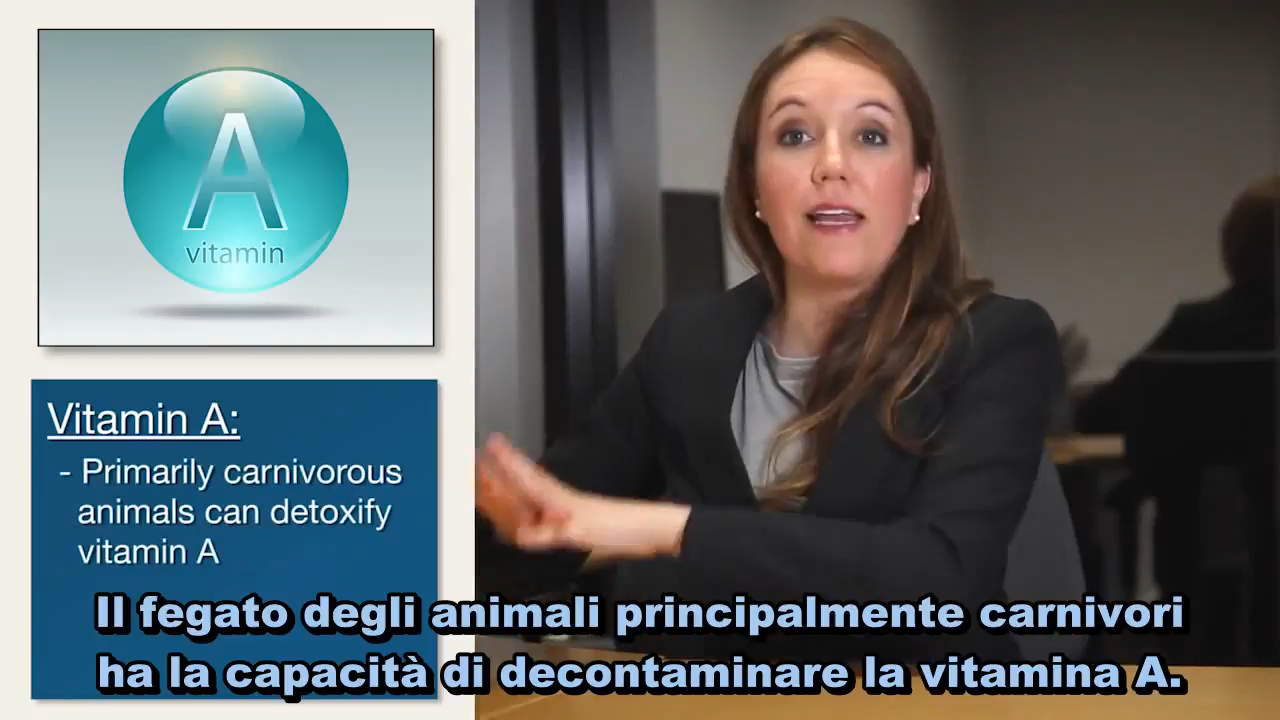 A
vitamin
Vitamin A:
- Primarily carnivorous
animals can detoxify
vitamin A
Il fegato degli animali principalmente carnivori
ha la capacità di decontaminare la vitamina A.